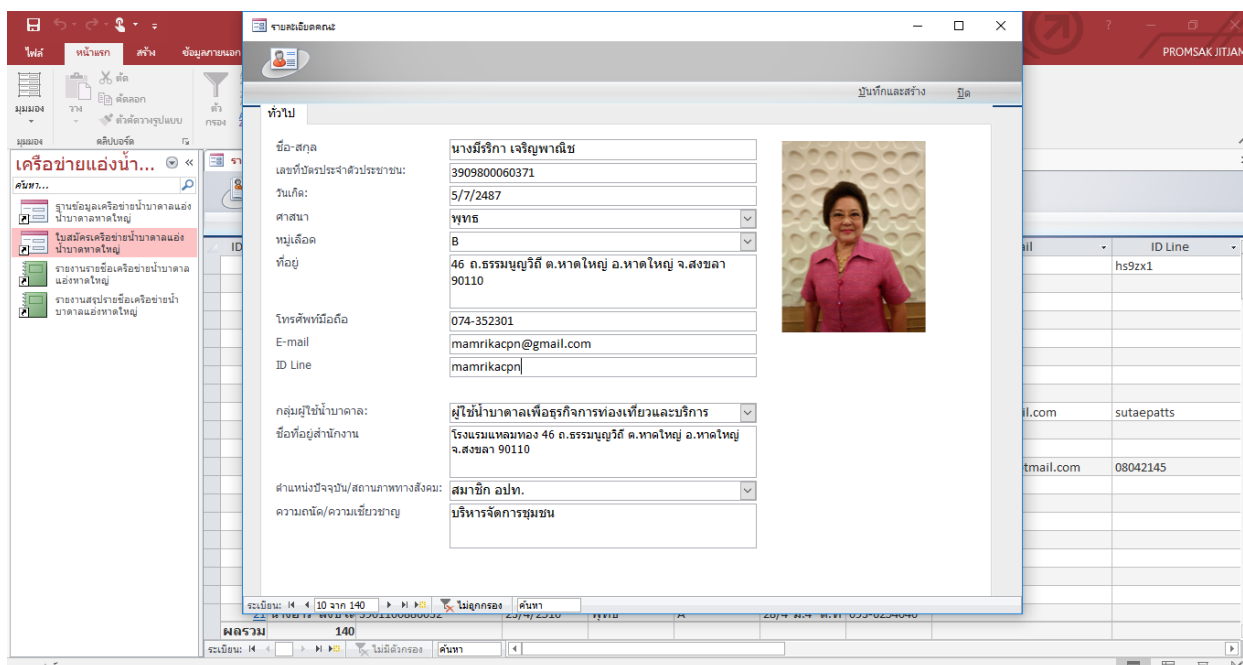 รายละเอียดคณะ
?
PROMSAK JITJAM
ไฟล์
หน้าแรก
สร้าง
ข้อมูลภายนอก
มุมมอง
วาง
ตัด
คัดลอก
ตัวคัดวางรูปแบบ
ตัว
กรอง
มุมมอง
คลิปบอร์ด
บันทึกและสร้าง
ปิด
ทั่วไป
เครือข่ายแอ่งน้ำ...
ค้นหา...
ฐานข้อมูลเครือข่ายน้ำบาดาลแอ่ง
น้ำบาดาลหาดใหญ่
ใบสมัครเครือข่ายน้ำบาดาลแอ่ง
น้ำบาดหาดใหญ่
รายงานรายชื่อเครือข่ายน้ำบาดาล
แอ่งหาดใหญ่
รายงานสรุปรายชื่อเครือข่ายน้ำ
บาดาลแอ่งหาดใหญ่
ชื่อ-สกุล นางมีริกา เจริญพาณิช
เลขที่บัตรประจำตัวประชาชน: 3909800060371
วันเกิด: 5/7/2487
ศาสนา พุทธ
หมู่เลือด B
ที่อยู่ 46 ถ.ธรรมนูญวิถี ต.หาดใหญ่ อ.หาดใหญ่ จ.สงขลา
90110
โทรศัพท์มือถือ 074-352301
E-mail mamrikacpn@gmail.com
ID Line mamrikacpn
กลุ่มผู้ใช้น้ำบาดาล: ผู้ใช้น้ำบาดาลเพื่อธุรกิจการท่องเที่ยวและบริการ
ชื่อที่อยู่สำนักงาน โรงแรมแหลมทอง 46 ถ.ธรรมนูญวิถี ต.หาดใหญ่ อ.หาดใหญ่
จ.สงขลา 90110
ตำแหน่งปัจจุบัน/สถานภาพทางสังคม: สมาชิก อปท.
ความถนัด/ความเชี่ยวชาญ บริหารจัดการชุมชน
ID
ail
ID Line
hs9zx1
il.com
sutaepatts
tmail.com
08042145
ระเบียน: 10 จาก 140 ไม่ถูกกรอง ค้นหา
ผลรวม 140
ระเบียน: ไม่มีตัวกรอง ค้นหา